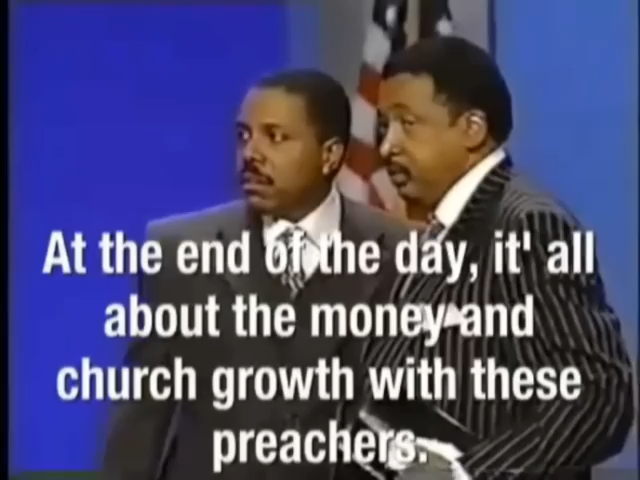 At the end of the day, it' all
about the money and
church growth with these
preachers.